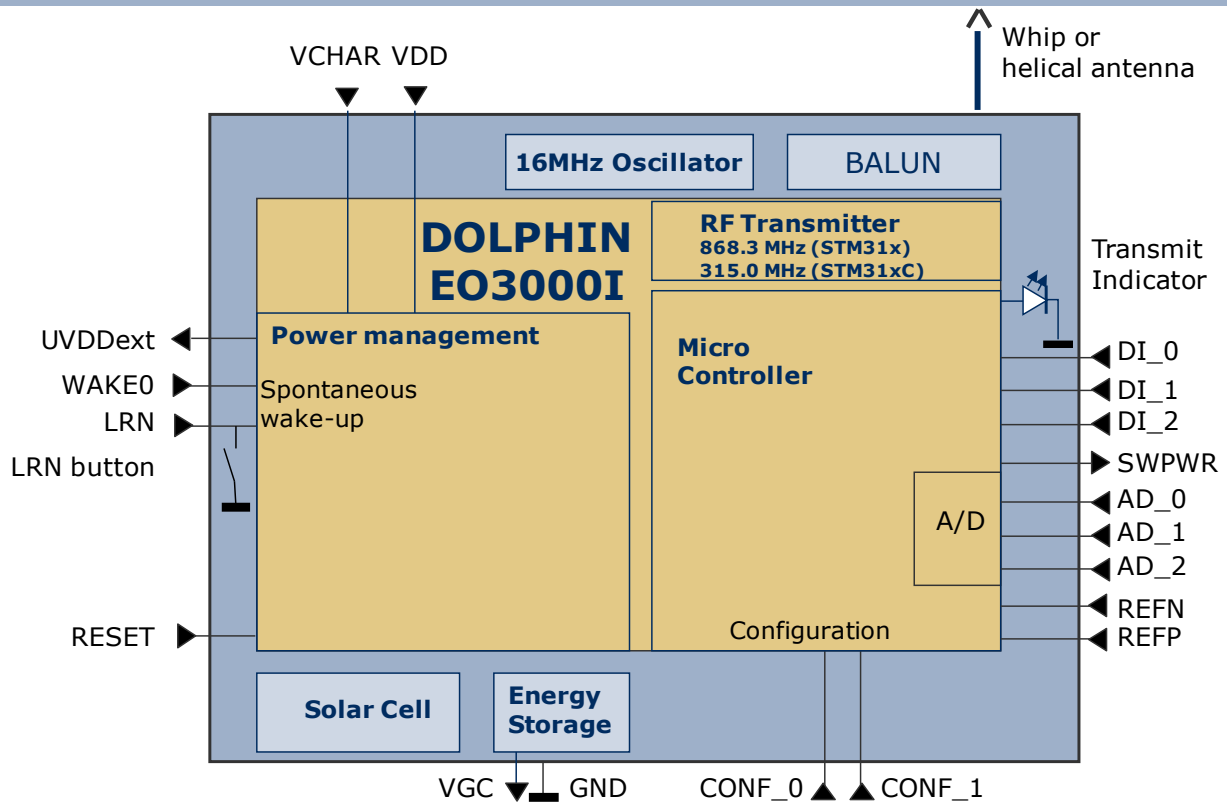 Whip or
helical antenna
VCHAR VDD
16MHz Oscillator
BALUN
DOLPHIN
EO3000I
RF Transmitter
868.3 MHz (STM31x)
315.0 MHz (STM31xC)
Transmit
Indicator
UVDDext
Power management
Micro
Controller
DI_0
WAKE0
Spontaneous
wake-up
DI_1
LRN
DI_2
LRN button
SWPWR
A/D
AD_0
AD_1
AD_2
REFN
RESET
Configuration
REFP
Solar Cell
Energy
Storage
VGC
GND
CONF_0
CONF_1